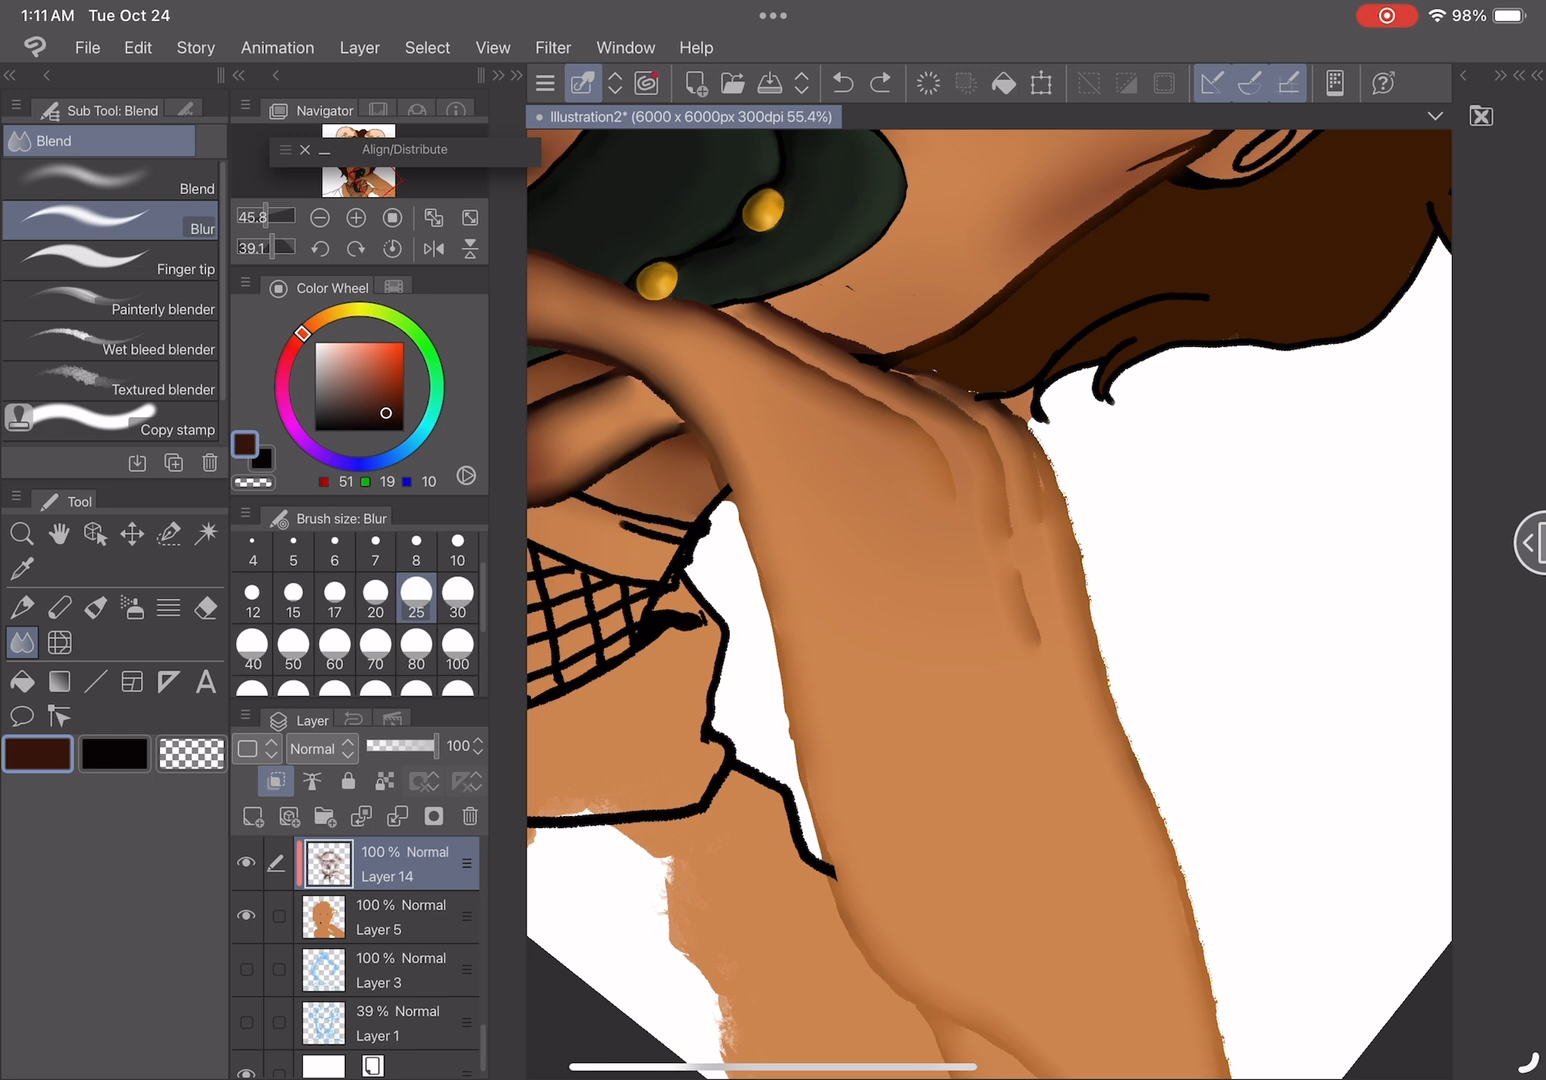 1:11 AM Tue Oct 24
98%
File Edit Story Animation Layer Select View Filter Window Help
Sub Tool: Blend
Navigator
Illustration2* (6000 x 6000px 300dpi 55.4%)
Blend
Align/Distribute
Blend
Blur
45.8
39.1
Finger tip
Color Wheel
Painterly blender
Wet bleed blender
Textured blender
Copy stamp
51 19 10
Tool
Brush size: Blur
4 5 6 7 8 10
12 15 17 20 25 30
40 50 60 70 80 100
A
Layer
Normal 100
100 % Normal
Layer 14
100 % Normal
Layer 5
100 % Normal
Layer 3
39 % Normal
Layer 1